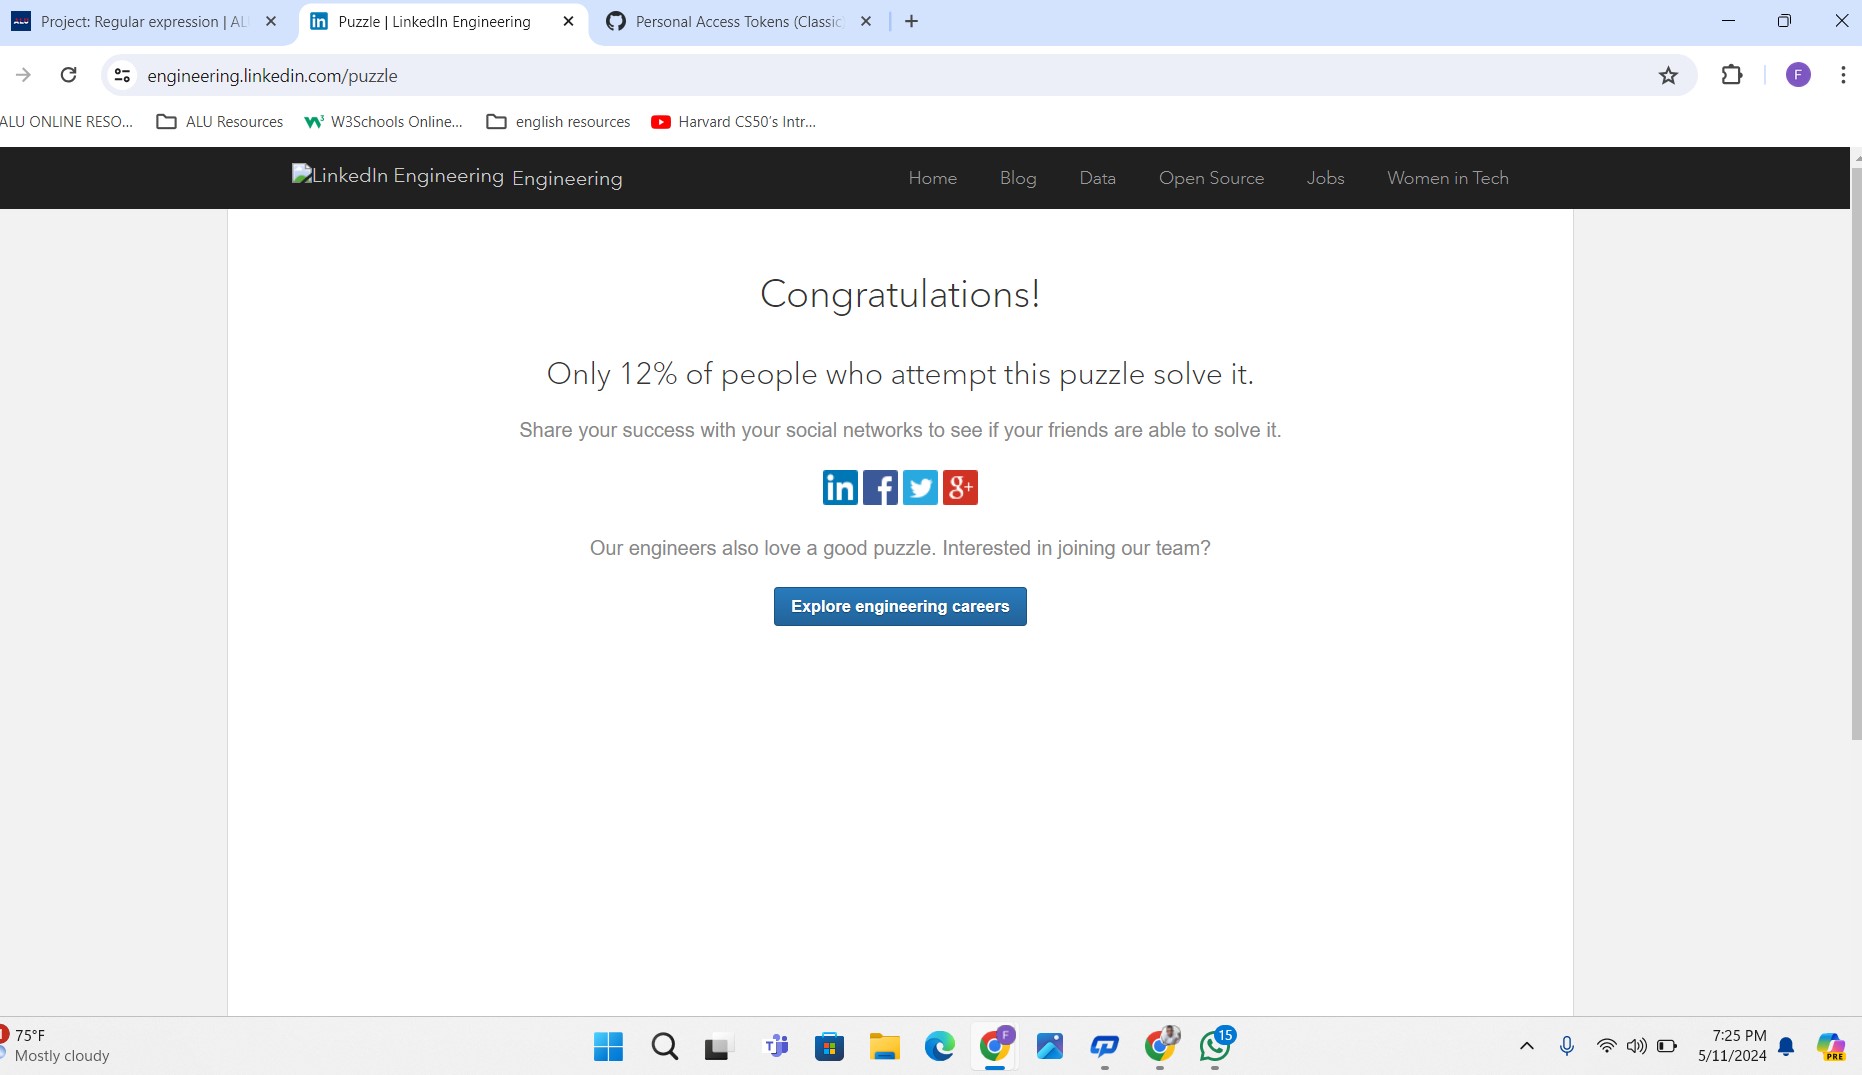 Project: Regular expression | AL
Puzzle | LinkedIn Engineering
Personal Access Tokens (Classic
engineering.linkedin.com/puzzle
F
ALU ONLINE RESO...
ALU Resources
W3Schools Online...
english resources
Harvard CS50's Intr...
LinkedIn Engineering Engineering
Home Blog Data Open Source Jobs Women in Tech
Congratulations!
Only 12% of people who attempt this puzzle solve it.
Share your success with your social networks to see if your friends are able to solve it.
in f g+
Our engineers also love a good puzzle. Interested in joining our team?
Explore engineering careers
75°F
Mostly cloudy
F
15
7:25 PM
5/11/2024
PRE